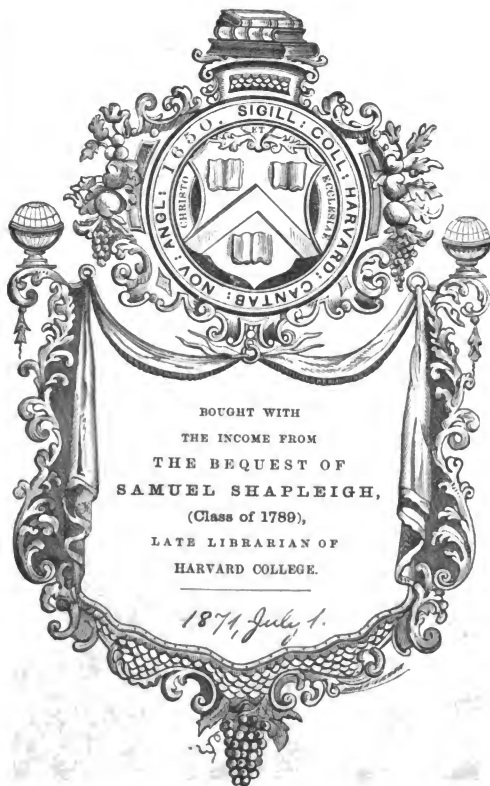 SIGILL: COLL: HARVARD: CANTAB: NOV: ANGL: 1650.
CHRISTO
ET
ECCLESIAE
BOUGHT WITH
THE INCOME FROM
THE BEQUEST OF
SAMUEL SHAPLEIGH,
(Class of 1789),
LATE LIBRARIAN OF
HARVARD COLLEGE.
1871, July, 1.